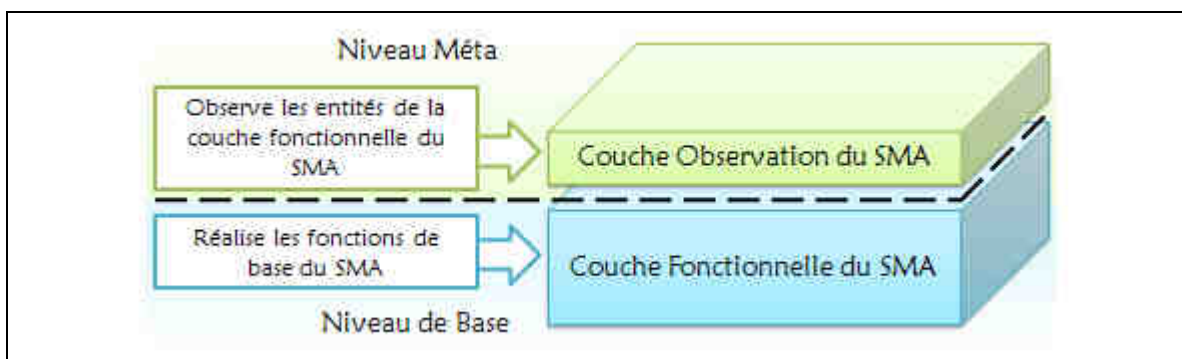 Niveau Méta
Observe les entités de la
couche fonctionnelle du
SMA
Couche Observation du SMA
Réalise les fonctions de
base du SMA
Couche Fonctionnelle du SMA
Niveau de Base